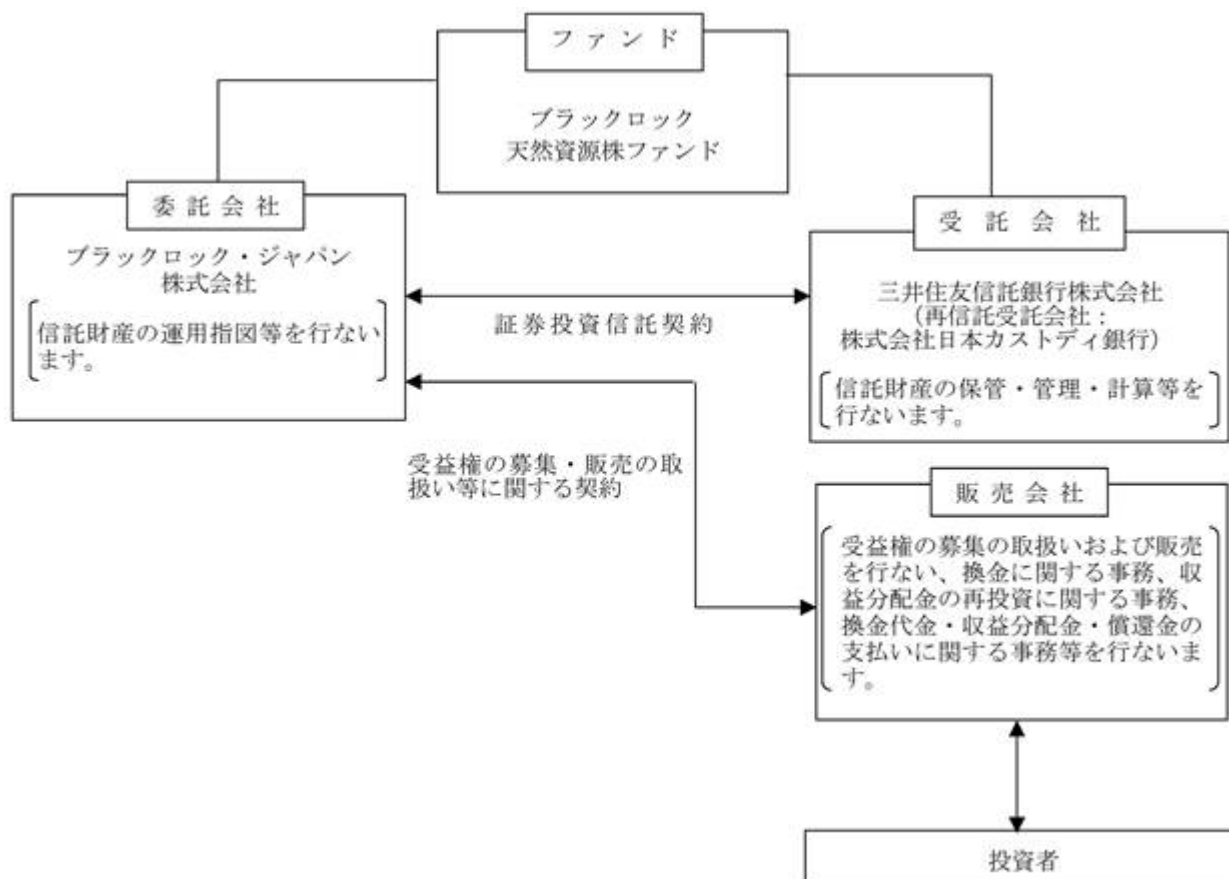 ファンド
ブラックロック
天然資源株ファンド
委託会社
ブラックロック・ジャパン
株式会社
信託財産の運用指図等を行ない
ます。
証券投資信託契約
受託会社
三井住友信託銀行株式会社
（再信託受託会社：
株式会社日本カストディ銀行）
信託財産の保管・管理・計算等を
行ないます。
受益権の募集・販売の取
扱い等に関する契約
販売会社
受益権の募集の取扱いおよび販売
を行ない、換金に関する事務、収
益分配金の再投資に関する事務、
換金代金・収益分配金・償還金の
支払いに関する事務等を行ないま
す。
投資者